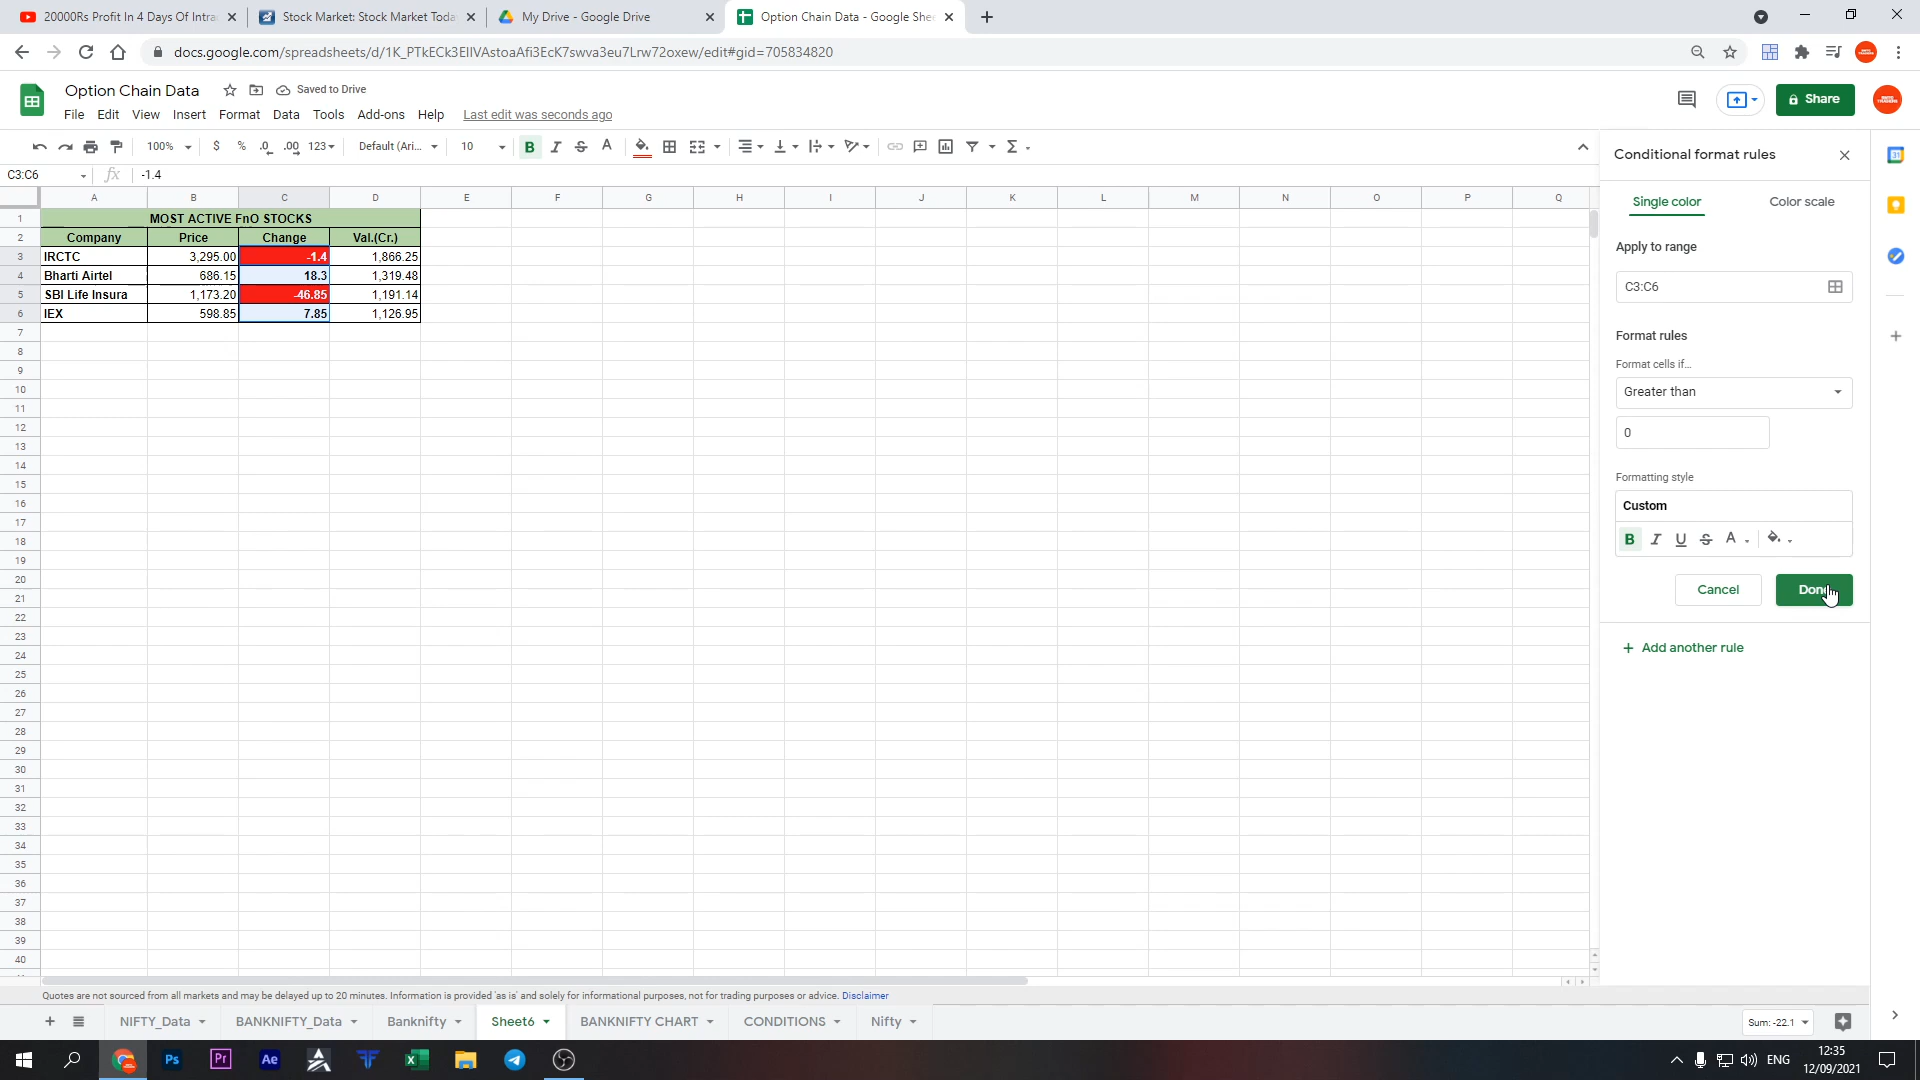 20000Rs Profit In 4 Days Of Intra
Stock Market: Stock Market Toda
My Drive - Google Drive
Option Chain Data - Google She
docs.google.com/spreadsheets/d/1K_PTkECk3EIIVAstoaAfi3EcK7swva3eu7Lrw72oxew/edit#gid=705834820
Option Chain Data
Saved to Drive
File Edit View Insert Format Data Tools Add-ons Help Last edit was seconds ago
Share
100% $ % .0 .00 123 Default (Ari... 10 B I S A
C3:C6 fx -1.4
A B C D E F G H I J K L M N O P Q
1 MOST ACTIVE FnO STOCKS
2 Company Price Change Val.(Cr.)
3 IRCTC 3,295.00 -1.4 1,866.25
4 Bharti Airtel 686.15 18.3 1,319.48
5 SBI Life Insura 1,173.20 -46.85 1,191.14
6 IEX 598.85 7.85 1,126.95
7
8
9
10
11
12
13
14
15
16
17
18
19
20
21
22
23
24
25
26
27
28
29
30
31
32
33
34
35
36
37
38
39
40
Conditional format rules
Single color Color scale
Apply to range
C3:C6
Format rules
Format cells if...
Greater than
0
Formatting style
Custom
B I U S A
Cancel Done
+ Add another rule
31
Quotes are not sourced from all markets and may be delayed up to 20 minutes. Information is provided 'as is' and solely for informational purposes, not for trading purposes or advice. Disclaimer
NIFTY_Data BANKNIFTY_Data Banknifty Sheet6 BANKNIFTY CHART CONDITIONS Nifty
Sum: -22.1
Ps Pr Ae
ENG
12:35
12/09/2021